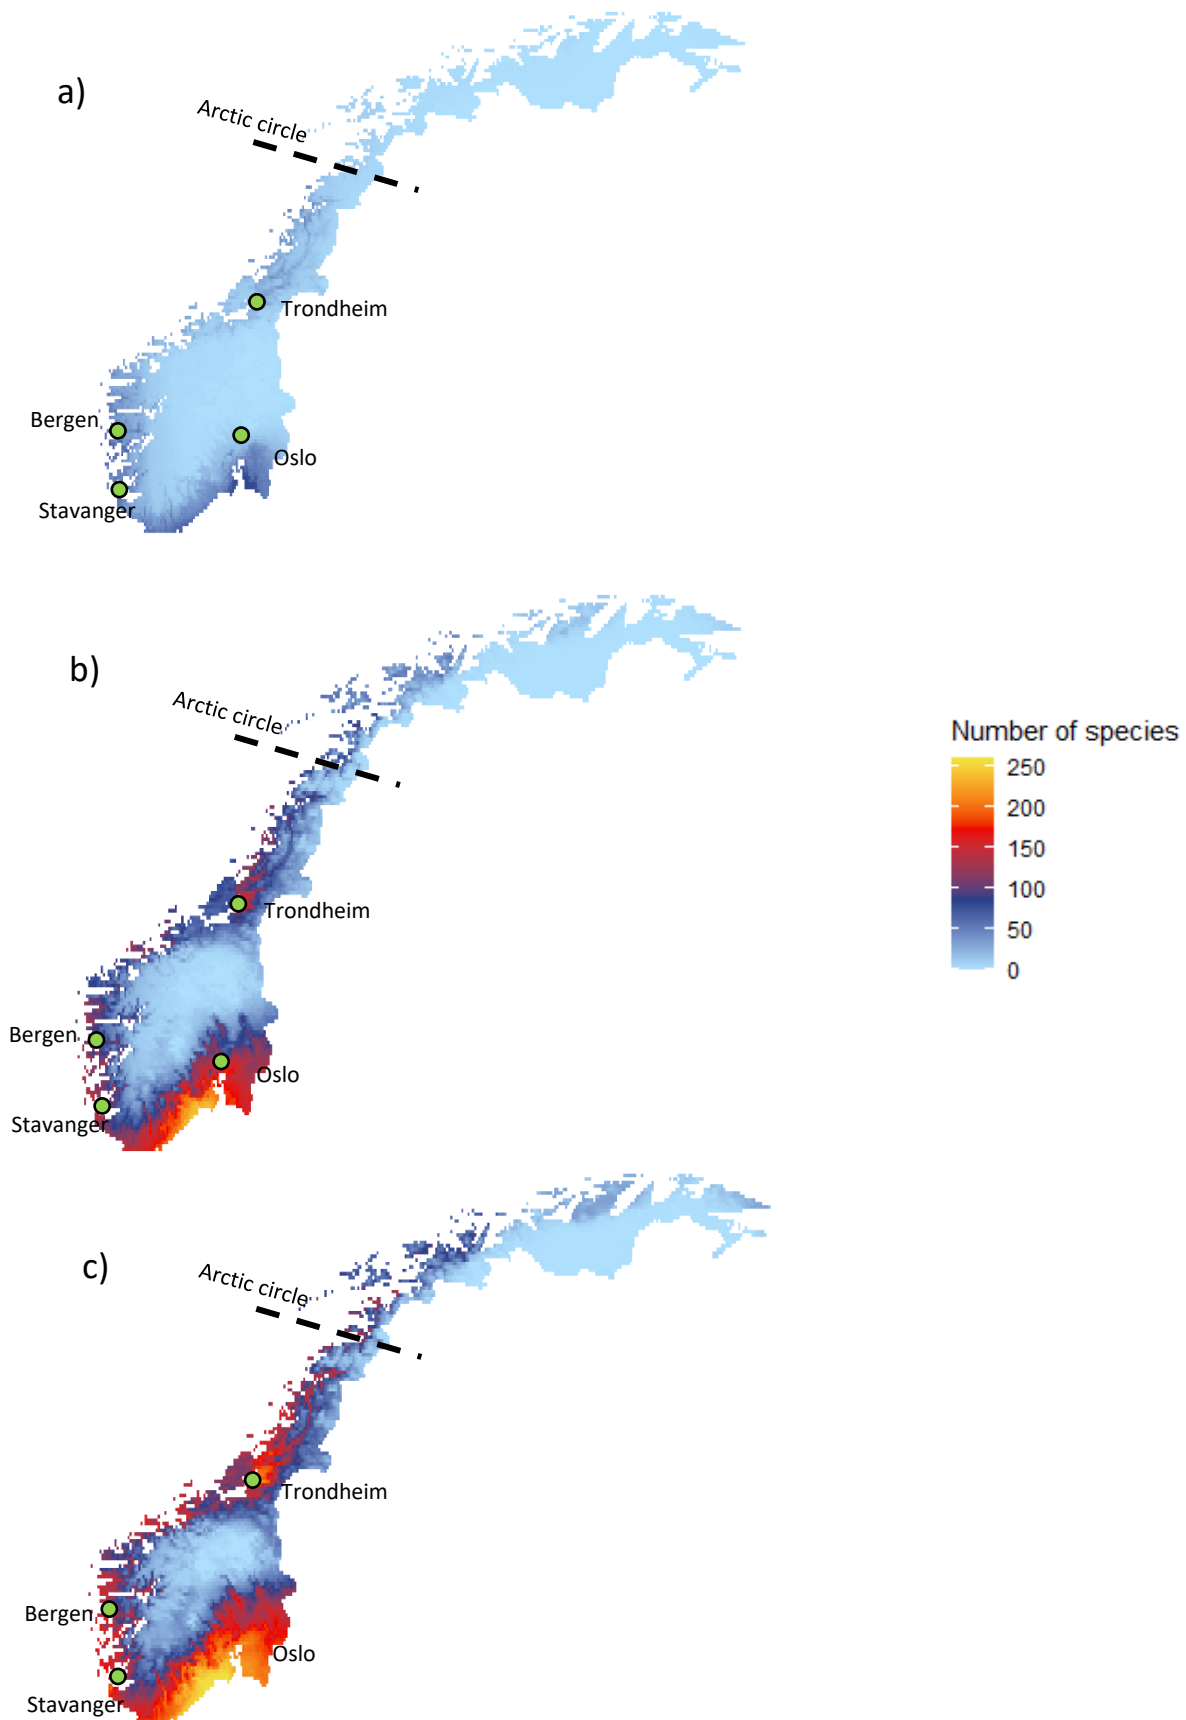 a)
Arctic circle
Trondheim
Bergen
Oslo
Stavanger
b)
Arctic circle
Number of species
250
200
150
100
50
0
Trondheim
Bergen
Oslo
Stavanger
c)
Arctic circle
Trondheim
Bergen
Oslo
Stavanger